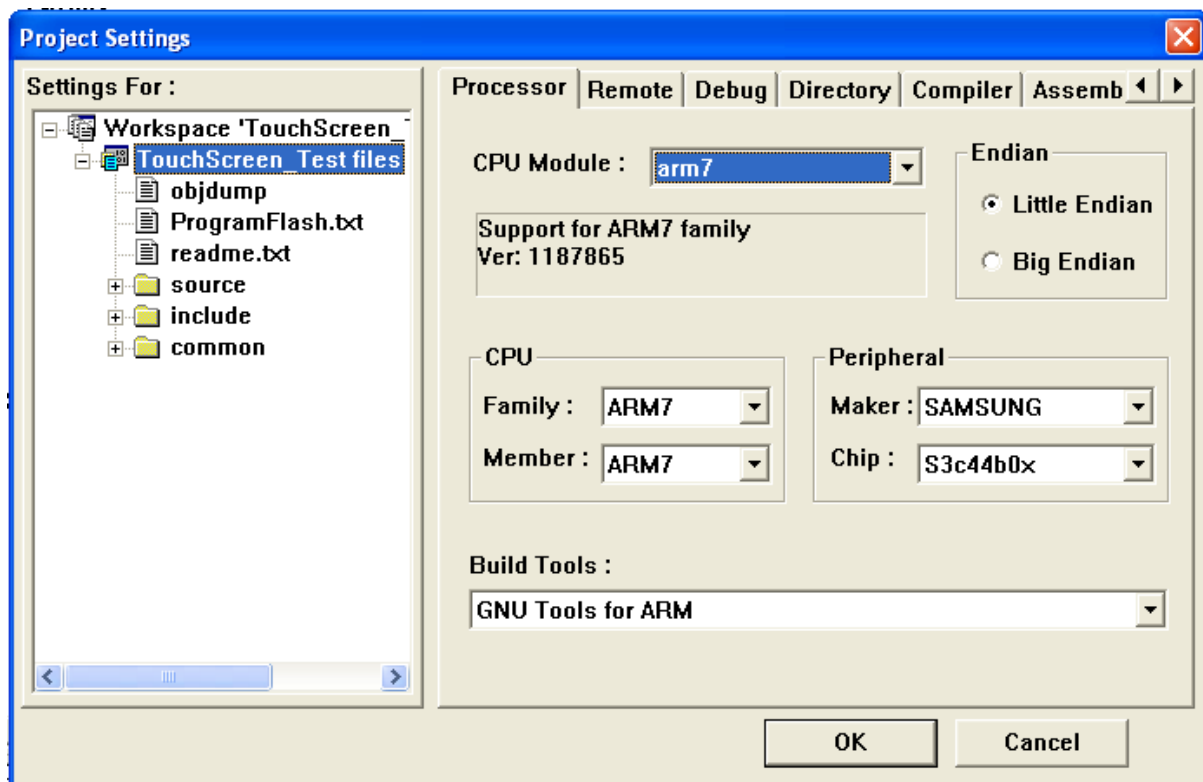 Project Settings
Settings For :
Workspace 'TouchScreen_
TouchScreen_Test files
objdump
ProgramFlash.txt
readme.txt
source
include
common
Processor Remote Debug Directory Compiler Assemb
CPU Module : arm7
Support for ARM7 family
Ver: 1187865
Endian
Little Endian
Big Endian
CPU
Family : ARM7
Member : ARM7
Peripheral
Maker : SAMSUNG
Chip : S3c44b0x
Build Tools :
GNU Tools for ARM
OK Cancel